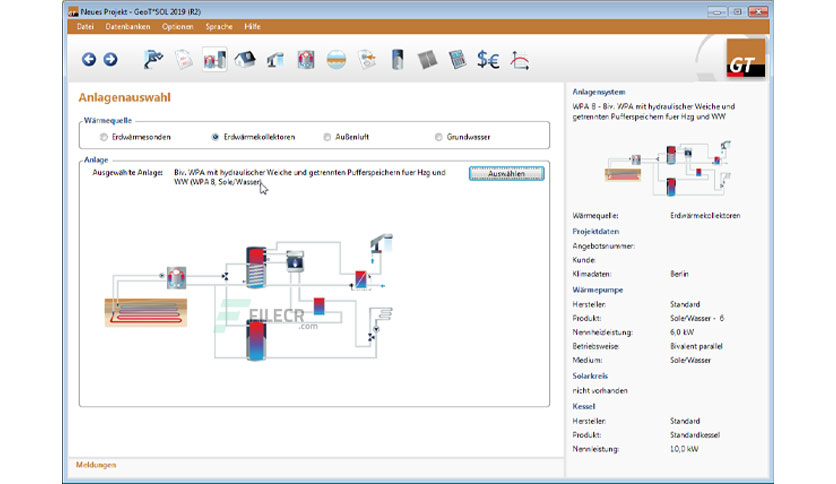 Neues Projekt - GeoT*SOL 2019 (R2)
Datei Datenbanken Optionen Sprache Hilfe
GT
Anlagenauswahl
Wärmequelle
Erdwärmesonden Erdwärmekollektoren Außenluft Grundwasser
Anlage
Ausgewählte Anlage: Biv. WPA mit hydraulischer Weiche und getrennten Pufferspeichern fuer Hzg und
WW (WPA 8, Sole/Wasser)
Auswählen
FILECR
.com
Meldungen
Anlagensystem
WPA 8 - Biv. WPA mit hydraulischer Weiche und
getrennten Pufferspeichern fuer Hzg und WW
Wärmequelle: Erdwärmekollektoren
Projektdaten
Angebotsnummer:
Kunde:
Klimadaten: Berlin
Wärmepumpe
Hersteller: Standard
Produkt: Sole/Wasser - 6
Nennheizleistung: 6,0 kW
Betriebsweise: Bivalent parallel
Medium: Sole/Wasser
Solarkreis
nicht vorhanden
Kessel
Hersteller: Standard
Produkt: Standardkessel
Nennleistung: 10,0 kW